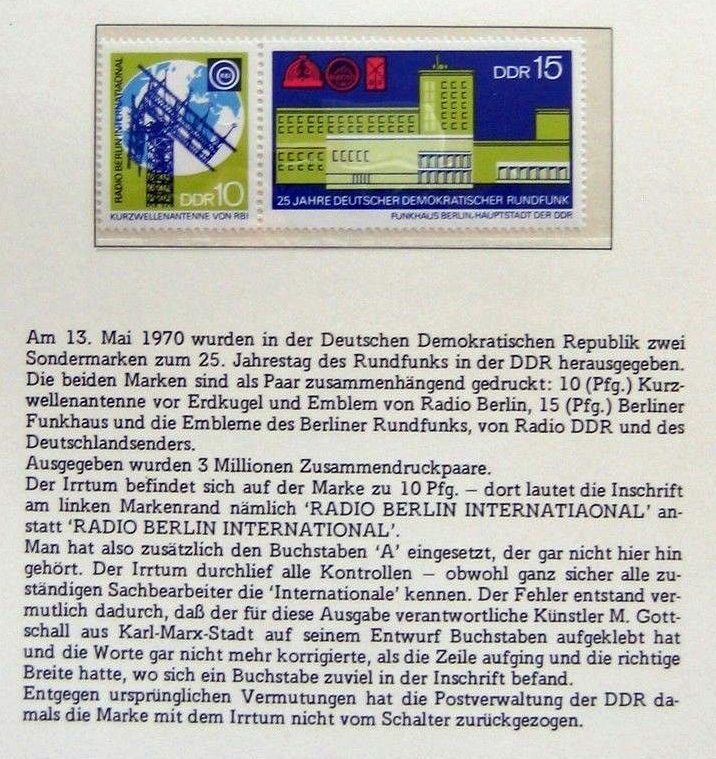 RADIO BERLIN INTERNATIAONAL
RBI
DDR 10
KURZWELLENANTENNE VON RBI
DDR 15
25 JAHRE DEUTSCHER DEMOKRATISCHER RUNDFUNK
FUNKHAUS BERLIN, HAUPTSTADT DER DDR
Am 13. Mai 1970 wurden in der Deutschen Demokratischen Republik zwei
Sondermarken zum 25. Jahrestag des Rundfunks in der DDR herausgegeben.
Die beiden Marken sind als Paar zusammenhängend gedruckt: 10 (Pfg.) Kurz-
wellenantenne vor Erdkugel und Emblem von Radio Berlin, 15 (Pfg.) Berliner
Funkhaus und die Embleme des Berliner Rundfunks, von Radio DDR und des
Deutschlandsenders.
Ausgegeben wurden 3 Millionen Zusammendruckpaare.
Der Irrtum befindet sich auf der Marke zu 10 Pfg. – dort lautet die Inschrift
am linken Markenrand nämlich 'RADIO BERLIN INTERNATIAONAL' an-
statt 'RADIO BERLIN INTERNATIONAL'.
Man hat also zusätzlich den Buchstaben 'A' eingesetzt, der gar nicht hier hin
gehört. Der Irrtum durchlief alle Kontrollen – obwohl ganz sicher alle zu-
ständigen Sachbearbeiter die 'Internationale' kennen. Der Fehler entstand ver-
mutlich dadurch, daß der für diese Ausgabe verantwortliche Künstler M. Gott-
schall aus Karl-Marx-Stadt auf seinem Entwurf Buchstaben aufgeklebt hat
und die Worte gar nicht mehr korrigierte, als die Zeile aufging und die richtige
Breite hatte, wo sich ein Buchstabe zuviel in der Inschrift befand.
Entgegen ursprünglichen Vermutungen hat die Postverwaltung der DDR da-
mals die Marke mit dem Irrtum nicht vom Schalter zurückgezogen.